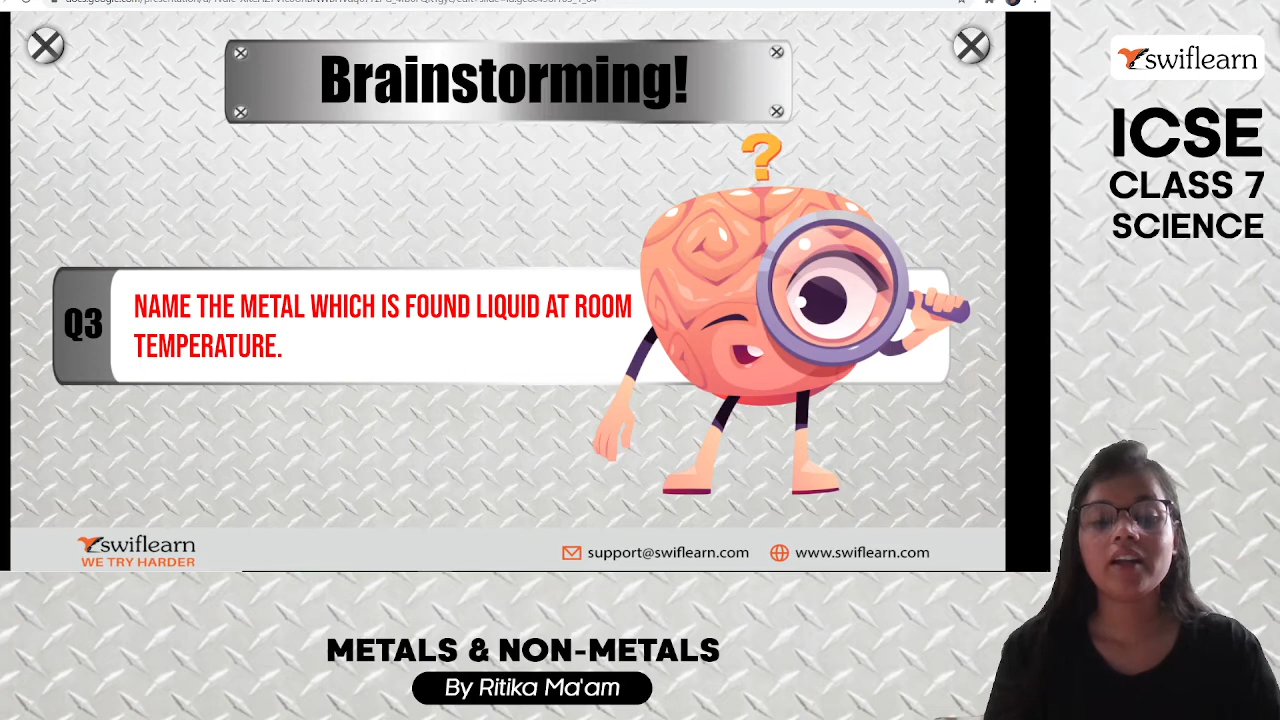 Brainstorming!
?
Q3
NAME THE METAL WHICH IS FOUND LIQUID AT ROOM
TEMPERATURE.
swiflearn
WE TRY HARDER
support@swiflearn.com
www.swiflearn.com
swiflearn
ICSE
CLASS 7
SCIENCE
METALS & NON-METALS
By Ritika Ma'am